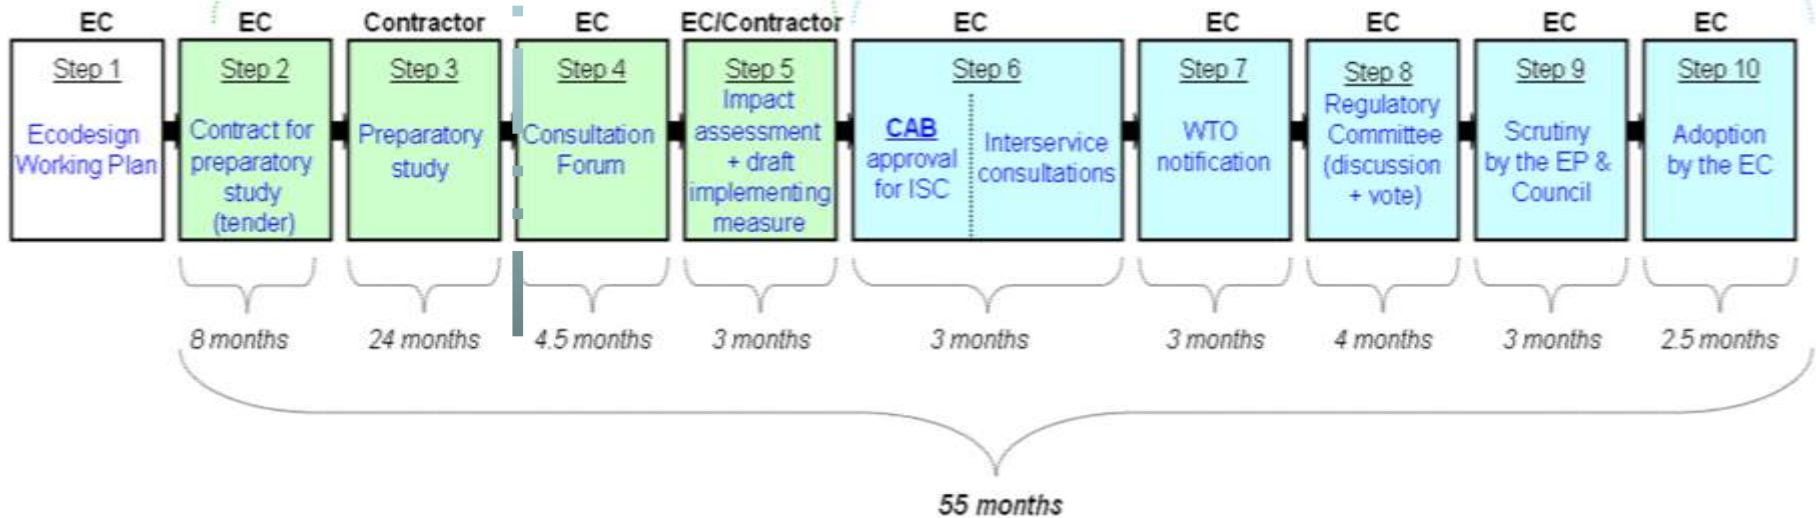 EC
EC
Contractor
EC
EC/Contractor
EC
EC
EC
EC
EC
Step 1
Ecodesign
Working Plan
Step 2
Contract for
preparatory
study
(tender)
Step 3
Preparatory
study
Step 4
Consultation
Forum
Step 5
Impact
assessment
+ draft
implementing
measure
Step 6
CAB
approval
for ISC
Interservice
consultations
Step 7
WTO
notification
Step 8
Regulatory
Committee
(discussion
+ vote)
Step 9
Scrutiny
by the EP &
Council
Step 10
Adoption
by the EC
8 months
24 months
4.5 months
3 months
3 months
3 months
4 months
3 months
2.5 months
55 months